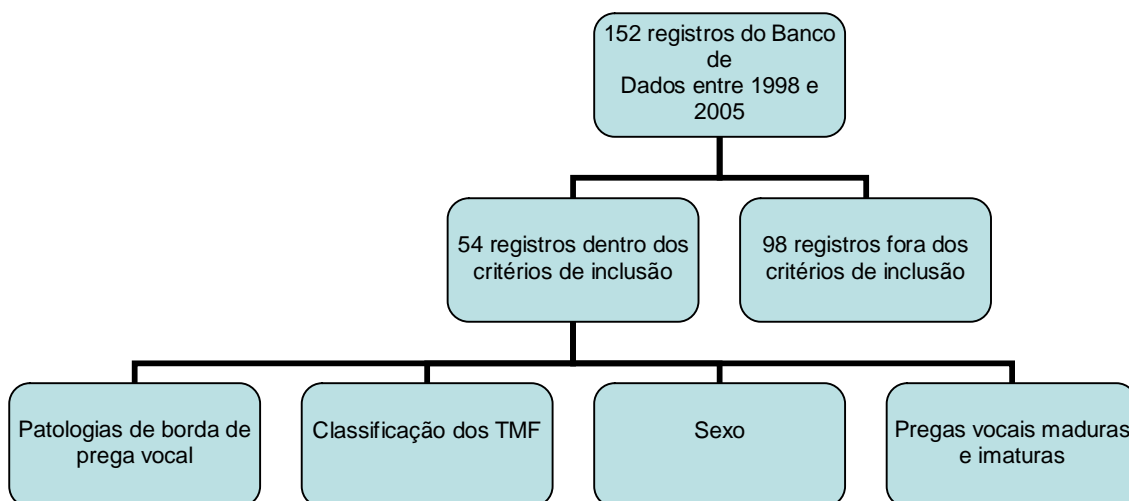 152 registros do Banco
de
Dados entre 1998 e
2005
54 registros dentro dos
critérios de inclusão
98 registros fora dos
critérios de inclusão
Patologias de borda de
prega vocal
Classificação dos TMF
Sexo
Pregas vocais maduras
e imaturas